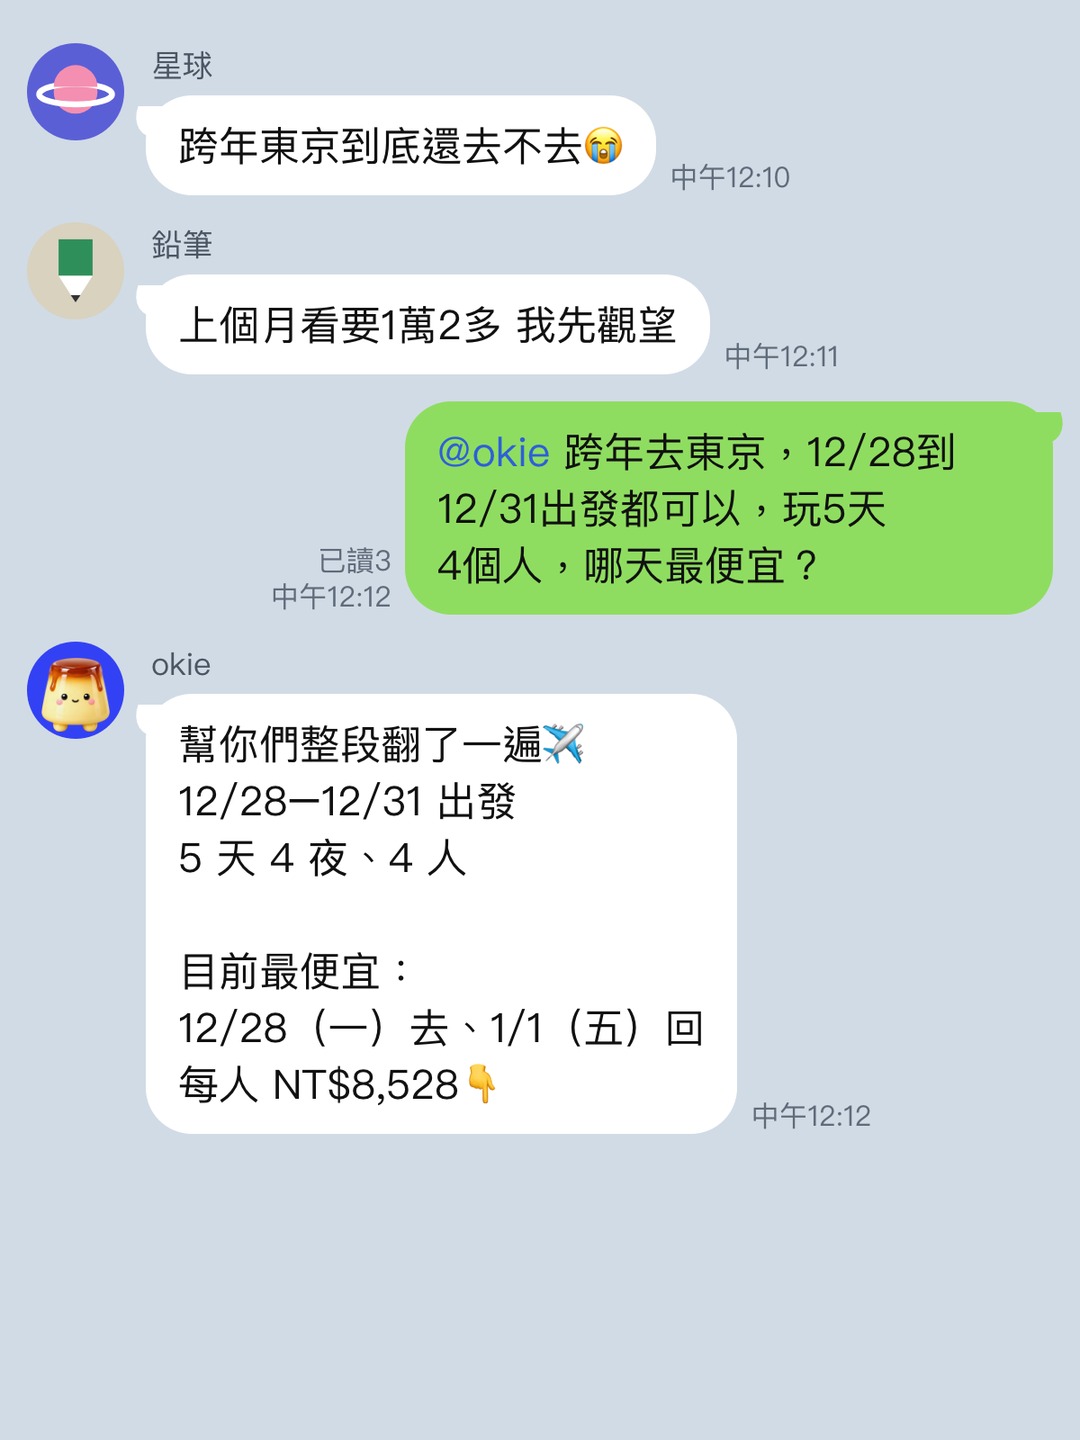 星球
跨年東京到底還去不去😭
中午12:10
鉛筆
上個月看要1萬2多 我先觀望
中午12:11
@okie 跨年去東京，12/28到
12/31出發都可以，玩5天
4個人，哪天最便宜？
已讀3
中午12:12
okie
幫你們整段翻了一遍✈️
12/28–12/31 出發
5 天 4 夜、4 人
目前最便宜：
12/28（一）去、1/1（五）回
每人 NT$8,528👇
中午12:12